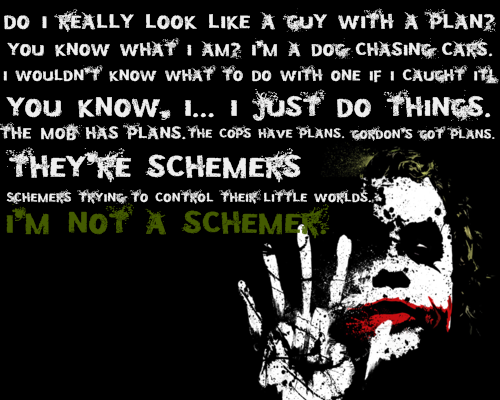 DO I REALLY LOOK LIKE A GUY WITH A PLAN?
YOU KNOW WHAT I AM? I'M A DOG CHASING CARS.
I WOULDN'T KNOW WHAT TO DO WITH ONE IF I CAUGHT IT!
YOU KNOW, I... I JUST DO THINGS.
THE MOB HAS PLANS. THE COPS HAVE PLANS. GORDON'S GOT PLANS.
THEY'RE SCHEMERS
SCHEMERS TRYING TO CONTROL THEIR LITTLE WORLDS.
I'M NOT A SCHEMER.